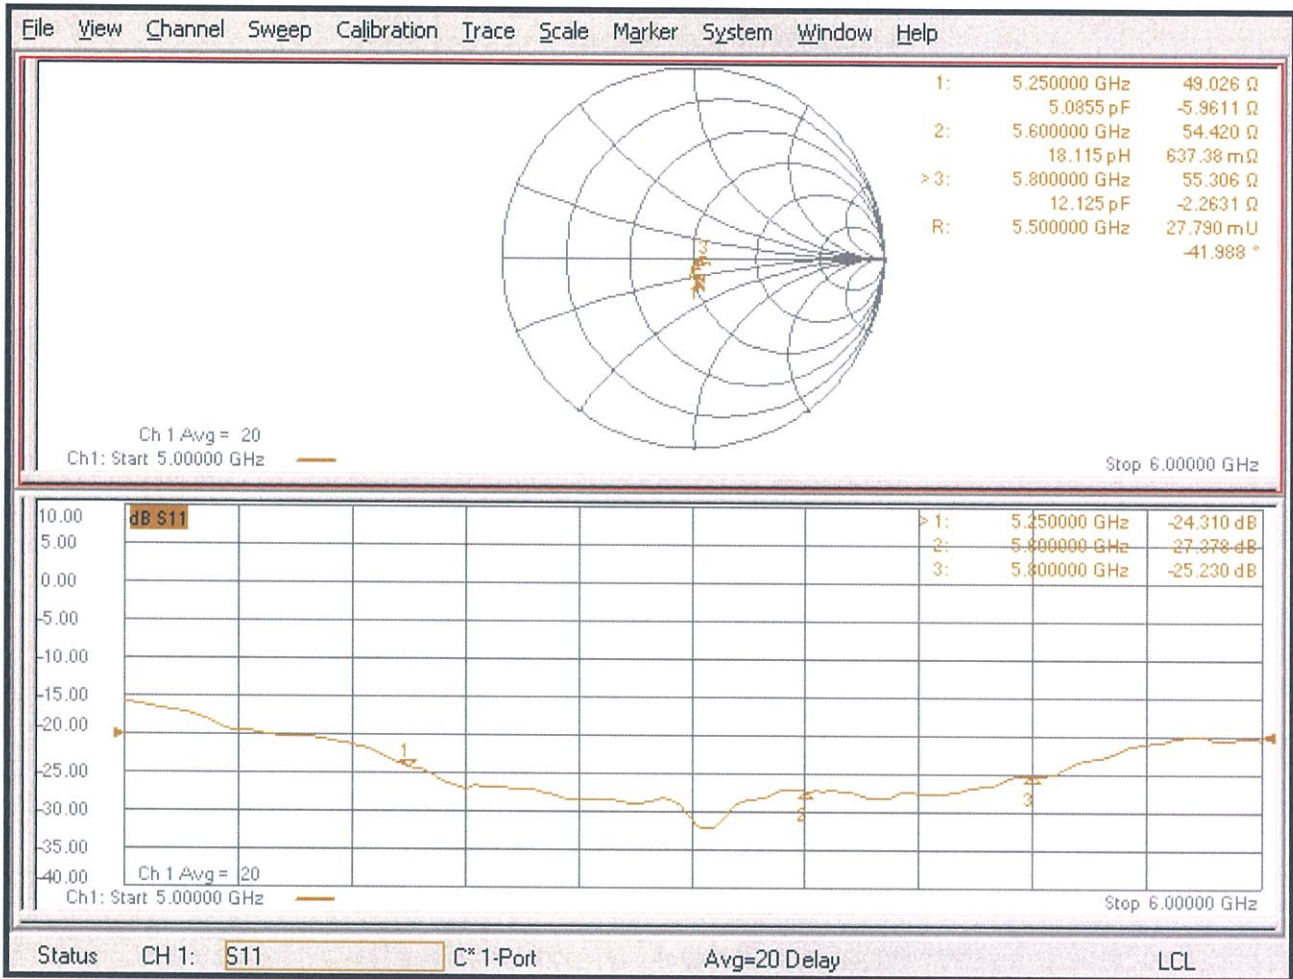 File View Channel Sweep Calibration Trace Scale Marker System Window Help
1: 5.250000 GHz 49.026 Ω
5.0855 pF -5.9611 Ω
2: 5.600000 GHz 54.420 Ω
18.115 pH 637.38 mΩ
> 3: 5.800000 GHz 55.306 Ω
12.125 pF -2.2631 Ω
R: 5.500000 GHz 27.790 mU
-41.988 °
3
Ch 1 Avg = 20
Ch1: Start 5.00000 GHz
Stop 6.00000 GHz
dB S11
> 1: 5.250000 GHz -24.310 dB
2: 5.600000 GHz -27.378 dB
3: 5.800000 GHz -25.230 dB
10.00
5.00
0.00
-5.00
-10.00
-15.00
-20.00
-25.00
-30.00
-35.00
-40.00
1
2
3
Ch 1 Avg = 20
Ch1: Start 5.00000 GHz
Stop 6.00000 GHz
Status CH 1: S11 C* 1-Port Avg=20 Delay LCL